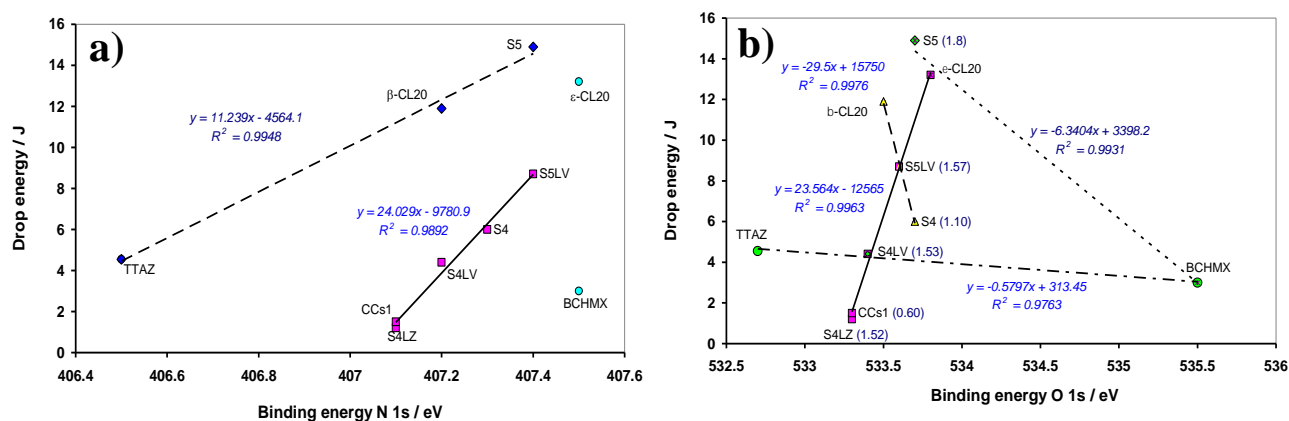 a)
16
14
12
10
8
6
4
2
0
Drop energy / J
S5
β-CL20
ε-CL20
y = 11.239x - 4564.1
R² = 0.9948
S5LV
y = 24.029x - 9780.9
R² = 0.9892
S4
S4LV
TTAZ
CCs1
S4LZ
BCHMX
406.4 406.6 406.8 407 407.2 407.4 407.6
Binding energy N 1s / eV
b)
16
14
12
10
8
6
4
2
0
Drop energy / J
S5 (1.8)
e-CL20
y = -29.5x + 15750
R² = 0.9976
b-CL20
y = -6.3404x + 3398.2
R² = 0.9931
S5LV (1.57)
y = 23.564x - 12565
R² = 0.9963
S4 (1.10)
TTAZ
S4LV (1.53)
BCHMX
y = -0.5797x + 313.45
R² = 0.9763
CCs1 (0.60)
S4LZ (1.52)
532.5 533 533.5 534 534.5 535 535.5 536
Binding energy O 1s / eV